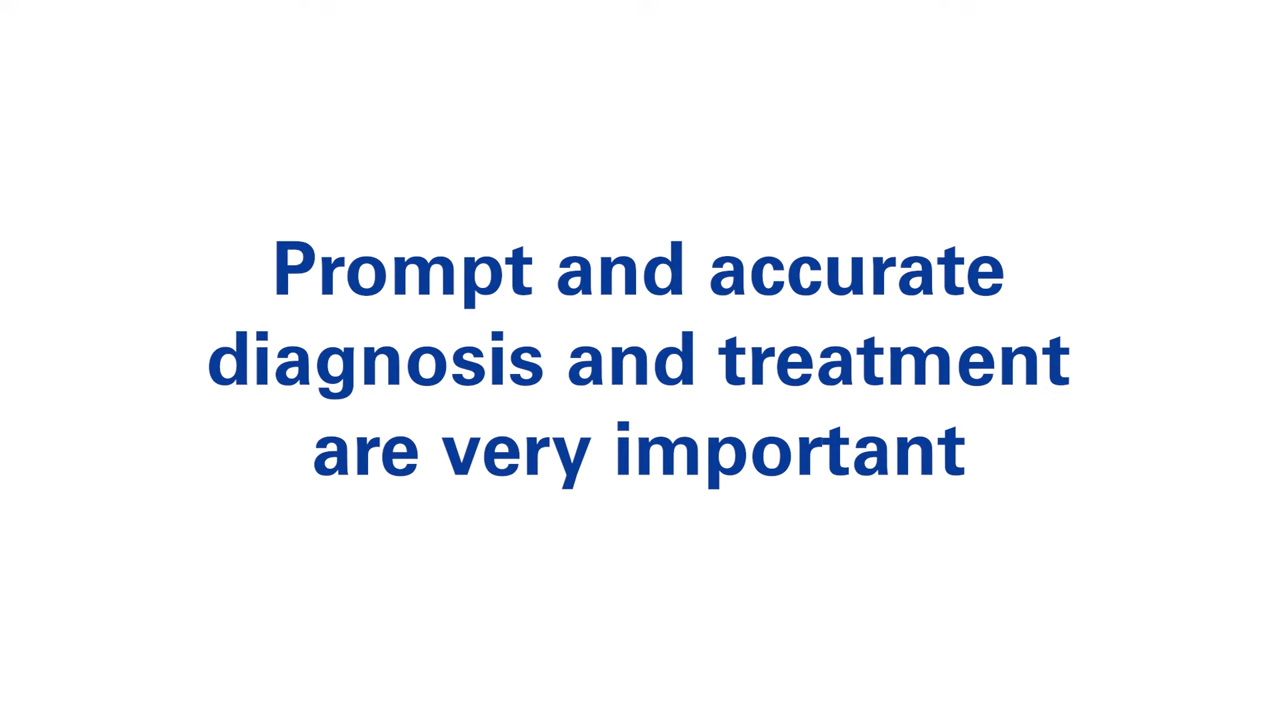 Prompt and accurate
diagnosis and treatment
are very important